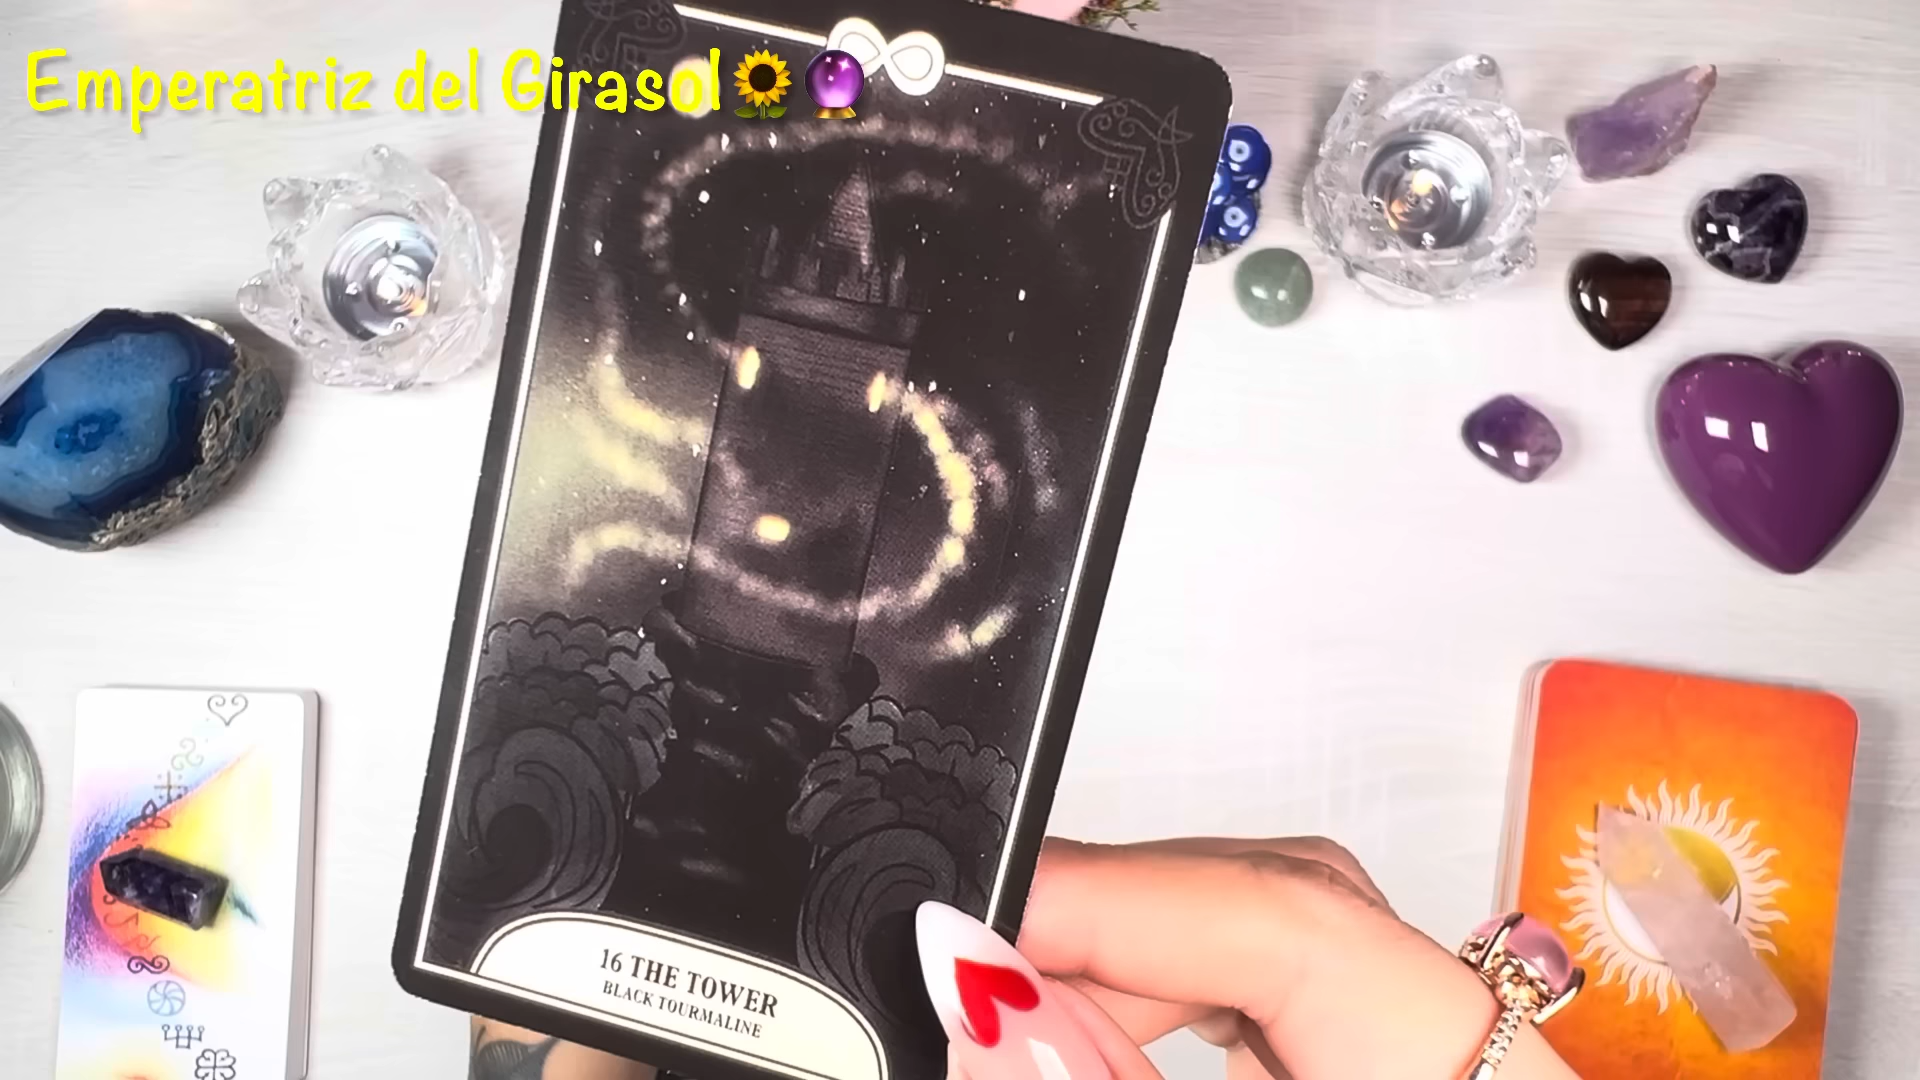 Emperatriz del Girasol🌻🔮
16 THE TOWER
BLACK TOURMALINE